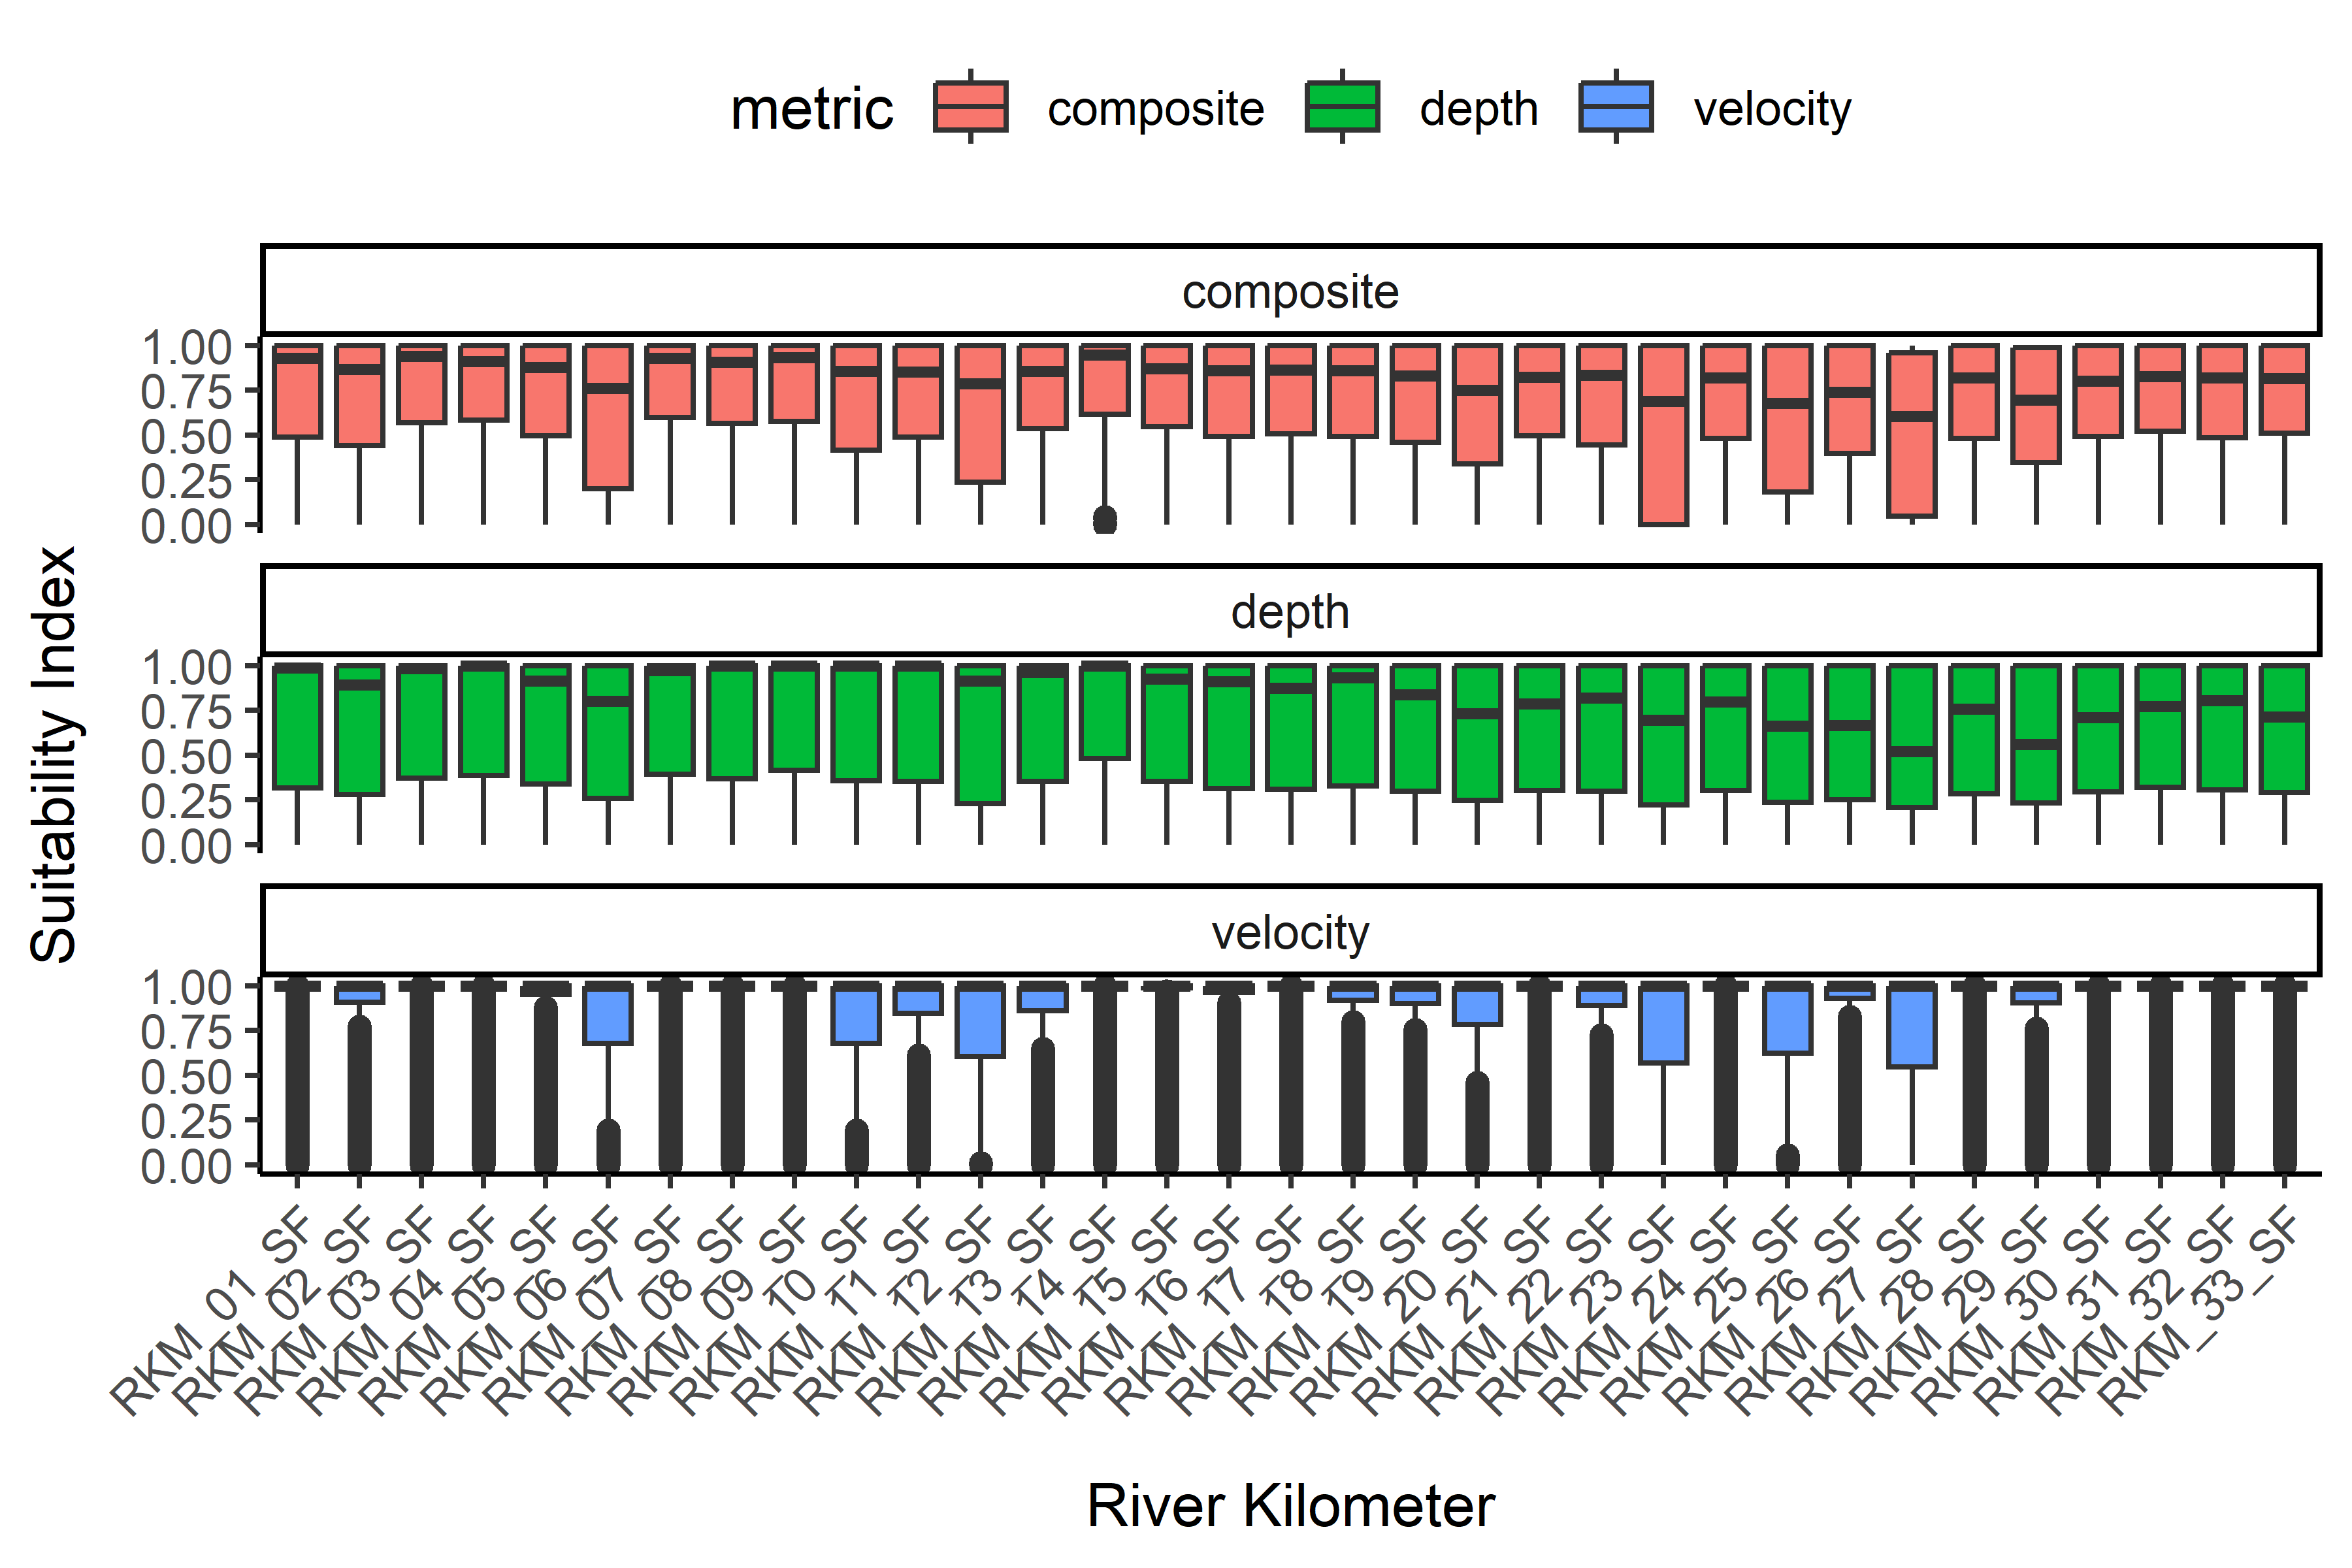 metric composite depth velocity
composite
1.00
0.75
0.50
0.25
0.00
depth
1.00
0.75
0.50
0.25
0.00
velocity
1.00
0.75
0.50
0.25
0.00
Suitability Index
RKM_01_SF
RKM_02_SF
RKM_03_SF
RKM_04_SF
RKM_05_SF
RKM_06_SF
RKM_07_SF
RKM_08_SF
RKM_09_SF
RKM_10_SF
RKM_11_SF
RKM_12_SF
RKM_13_SF
RKM_14_SF
RKM_15_SF
RKM_16_SF
RKM_17_SF
RKM_18_SF
RKM_19_SF
RKM_20_SF
RKM_21_SF
RKM_22_SF
RKM_23_SF
RKM_24_SF
RKM_25_SF
RKM_26_SF
RKM_27_SF
RKM_28_SF
RKM_29_SF
RKM_30_SF
RKM_31_SF
RKM_32_SF
RKM_33_SF
River Kilometer